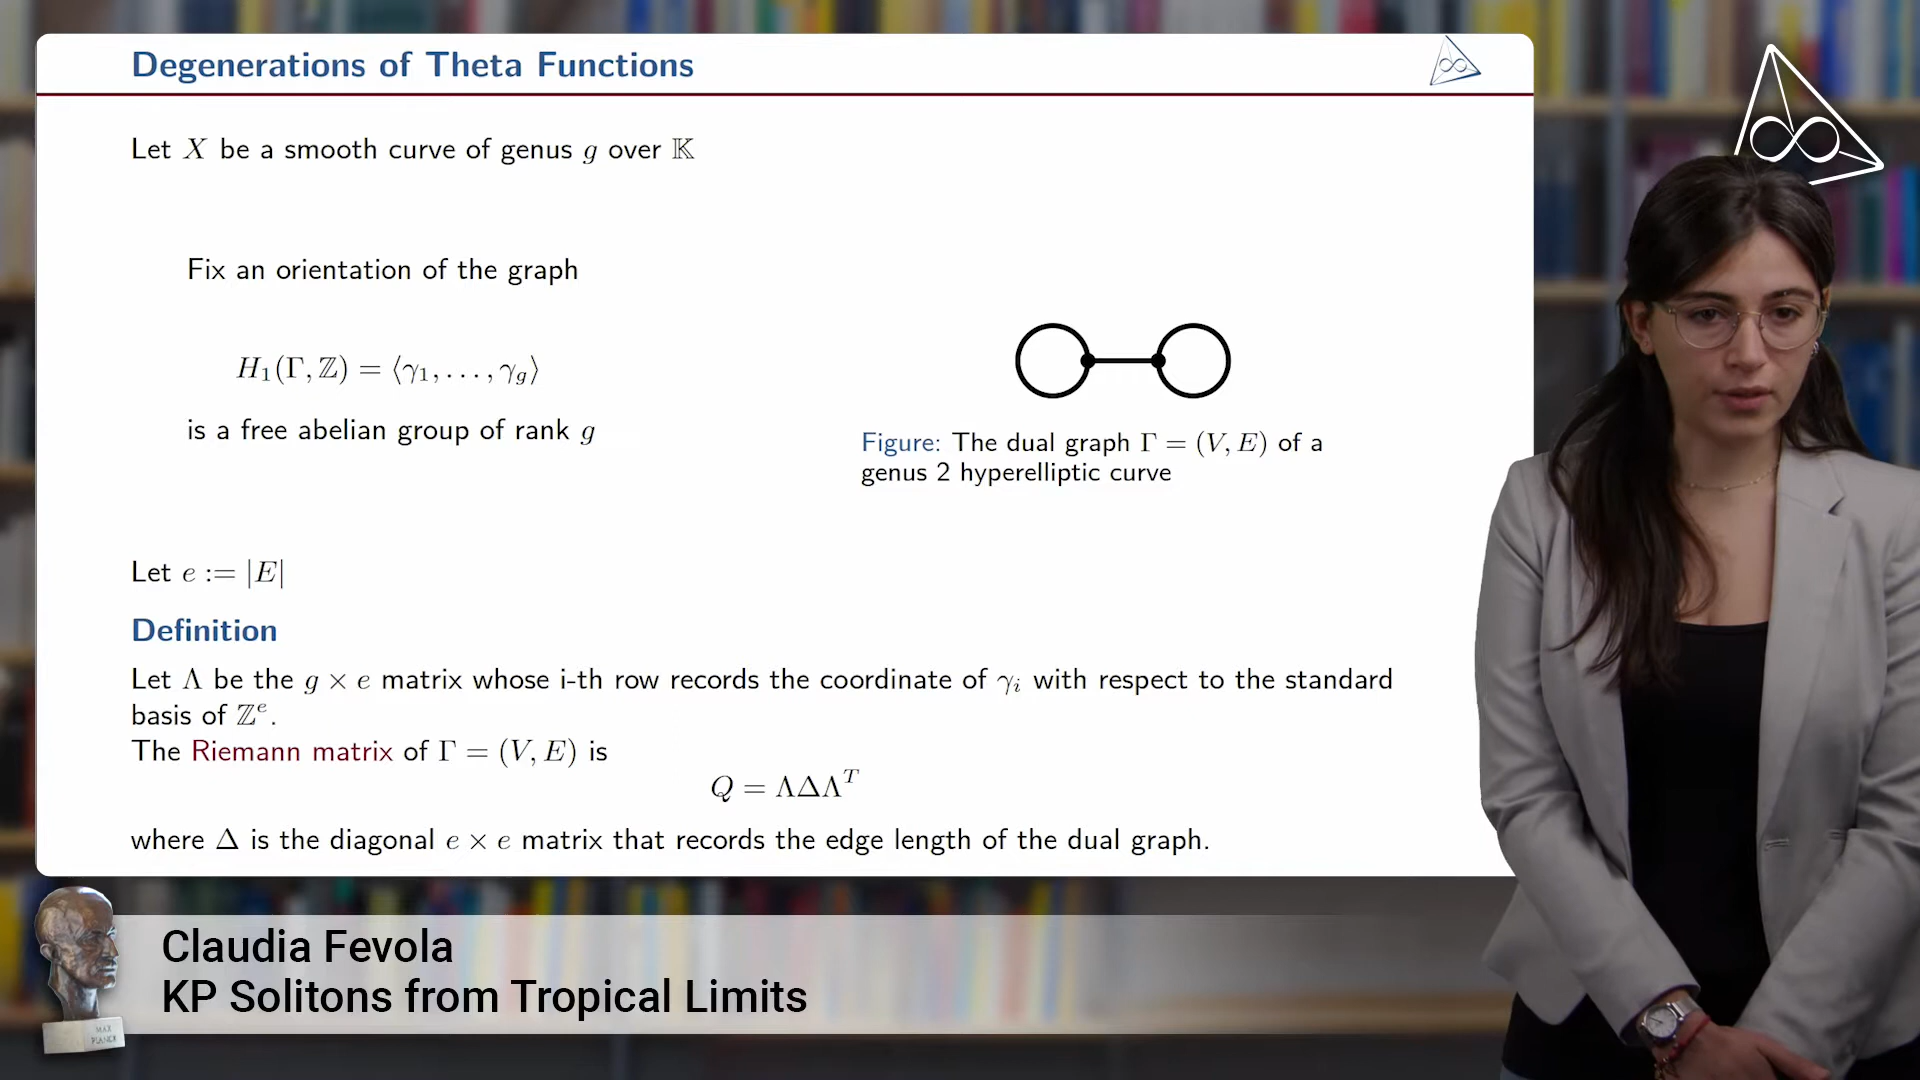 Degenerations of Theta Functions
Let X be a smooth curve of genus g over 𝕂
Fix an orientation of the graph
H₁(Γ, ℤ) = ⟨γ₁, . . . , γ_g⟩
is a free abelian group of rank g
Figure: The dual graph Γ = (V, E) of a
genus 2 hyperelliptic curve
Let e := |E|
Definition
Let Λ be the g × e matrix whose i-th row records the coordinate of γᵢ with respect to the standard
basis of ℤᵉ.
The Riemann matrix of Γ = (V, E) is
Q = ΛΔΛᵀ
where Δ is the diagonal e × e matrix that records the edge length of the dual graph.
Claudia Fevola
KP Solitons from Tropical Limits
MAX
PLANCK